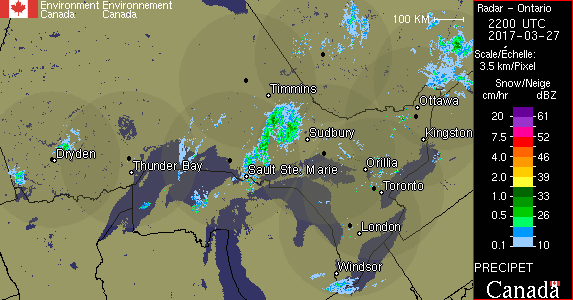 Environment Environnement
Canada Canada
100 KM
Timmins
Ottawa
Sudbury
Kingston
Dryden
Thunder Bay
Sault Ste. Marie
Orillia
Toronto
London
Windsor
Radar - Ontario
2200 UTC
2017-03-27
Scale/Échelle:
3.5 km/Pixel
Snow/Neige
cm/hr dBZ
20 61
7.5 52
4.0 46
2.0 39
1.0 33
0.5 26
0.1 10
PRECIPET
Canada